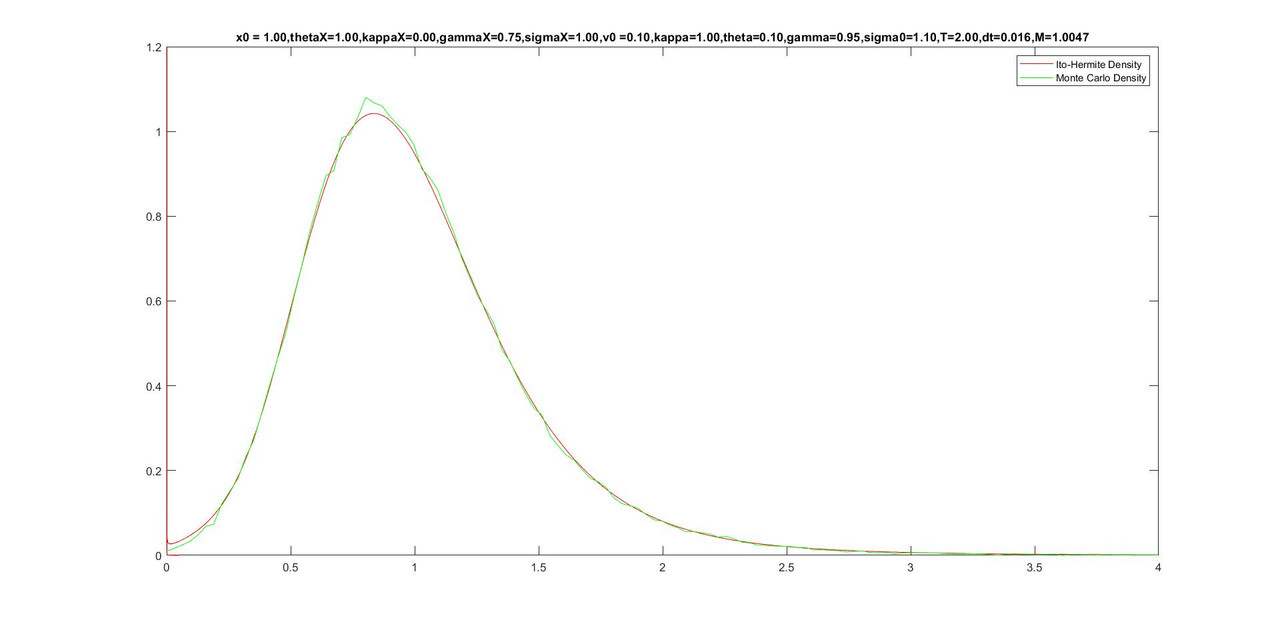 x0 = 1.00,thetaX=1.00,kappaX=0.00,gammaX=0.75,sigmaX=1.00,v0 =0.10,kappa=1.00,theta=0.10,gamma=0.95,sigma0=1.10,T=2.00,dt=0.016,M=1.0047
Ito-Hermite Density
Monte Carlo Density
1.2
1
0.8
0.6
0.4
0.2
0
0 0.5 1 1.5 2 2.5 3 3.5 4